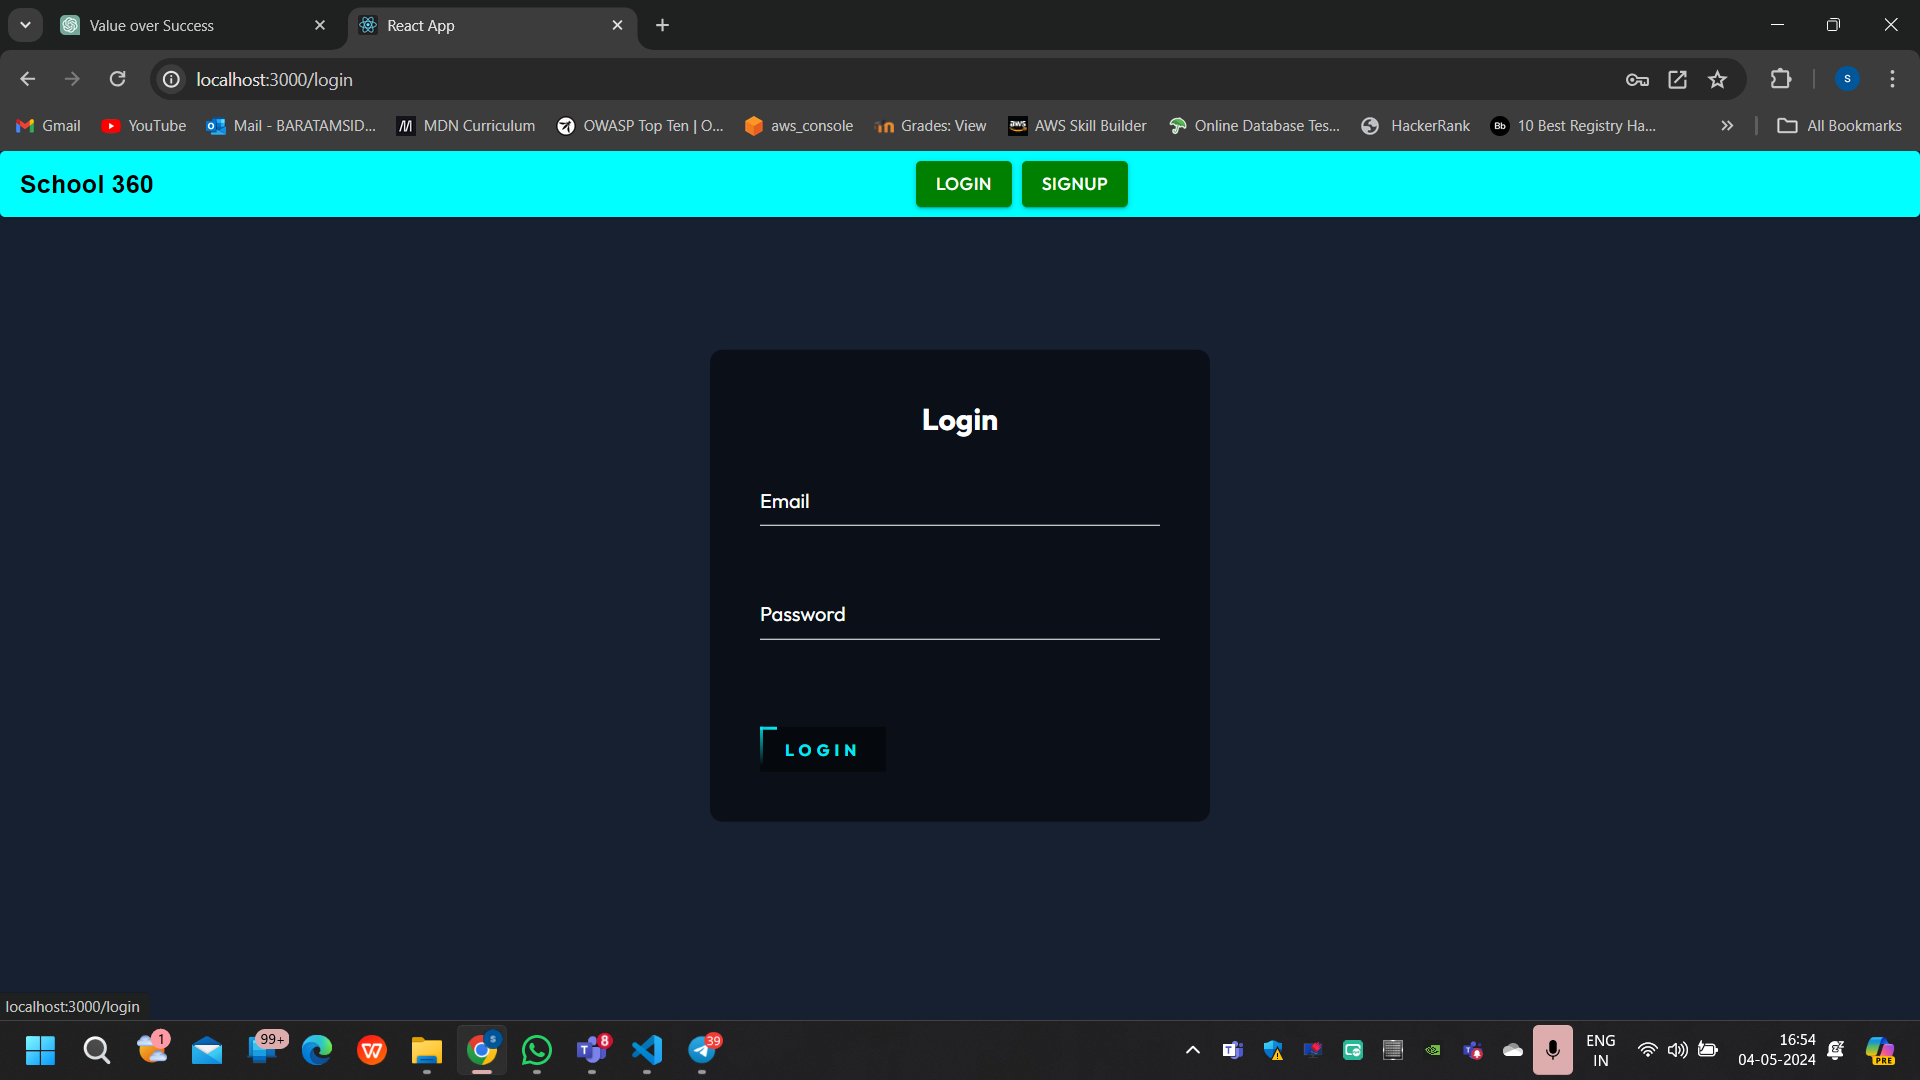 Value over Success
React App
localhost:3000/login
S
Gmail
YouTube
Mail - BARATAMSID...
MDN Curriculum
OWASP Top Ten | O...
aws_console
Grades: View
AWS Skill Builder
Online Database Tes...
HackerRank
Bb
10 Best Registry Ha...
All Bookmarks
School 360
LOGIN
SIGNUP
Login
Email
Password
LOGIN
localhost:3000/login
1
99+
8
39
ENG
IN
16:54
04-05-2024
PRE